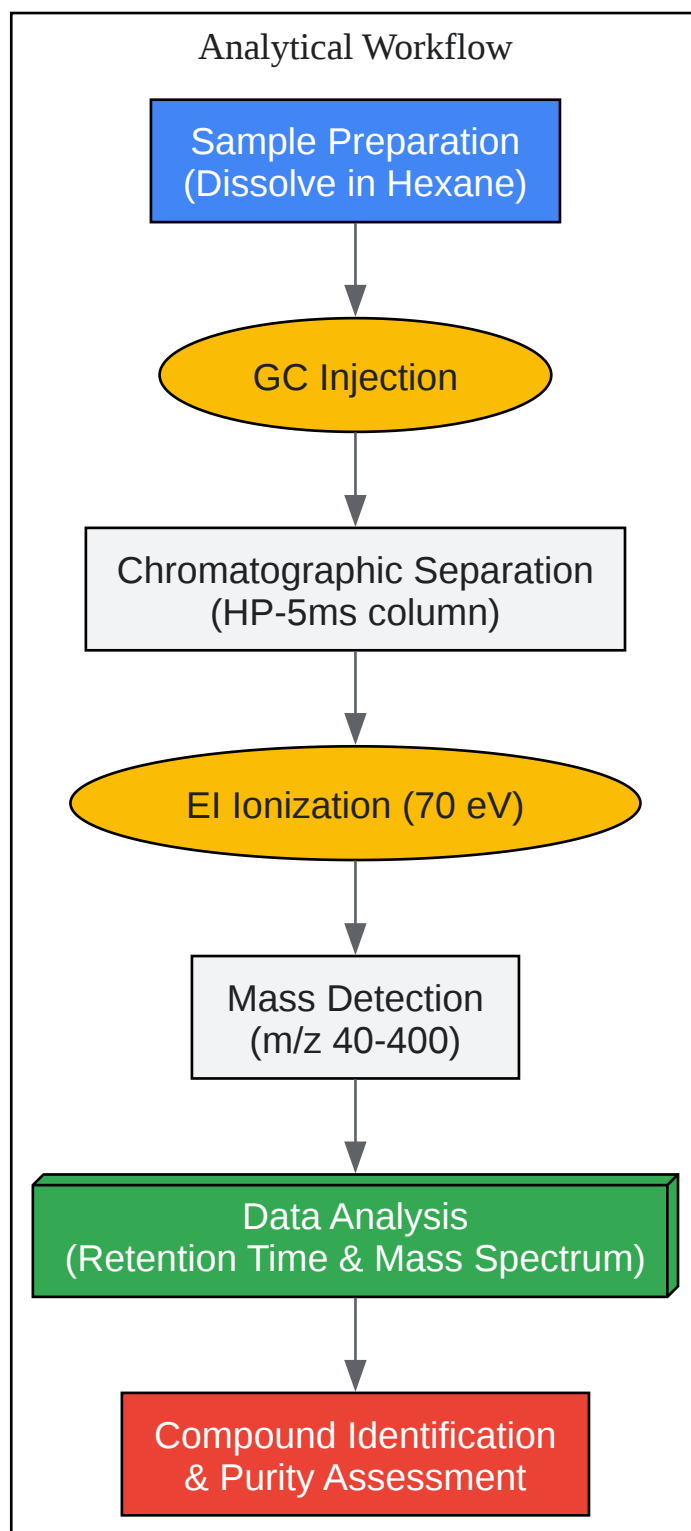 Analytical Workflow
Sample Preparation
(Dissolve in Hexane)
GC Injection
Chromatographic Separation
(HP-5ms column)
EI Ionization (70 eV)
Mass Detection
(m/z 40-400)
Data Analysis
(Retention Time & Mass Spectrum)
Compound Identification
& Purity Assessment